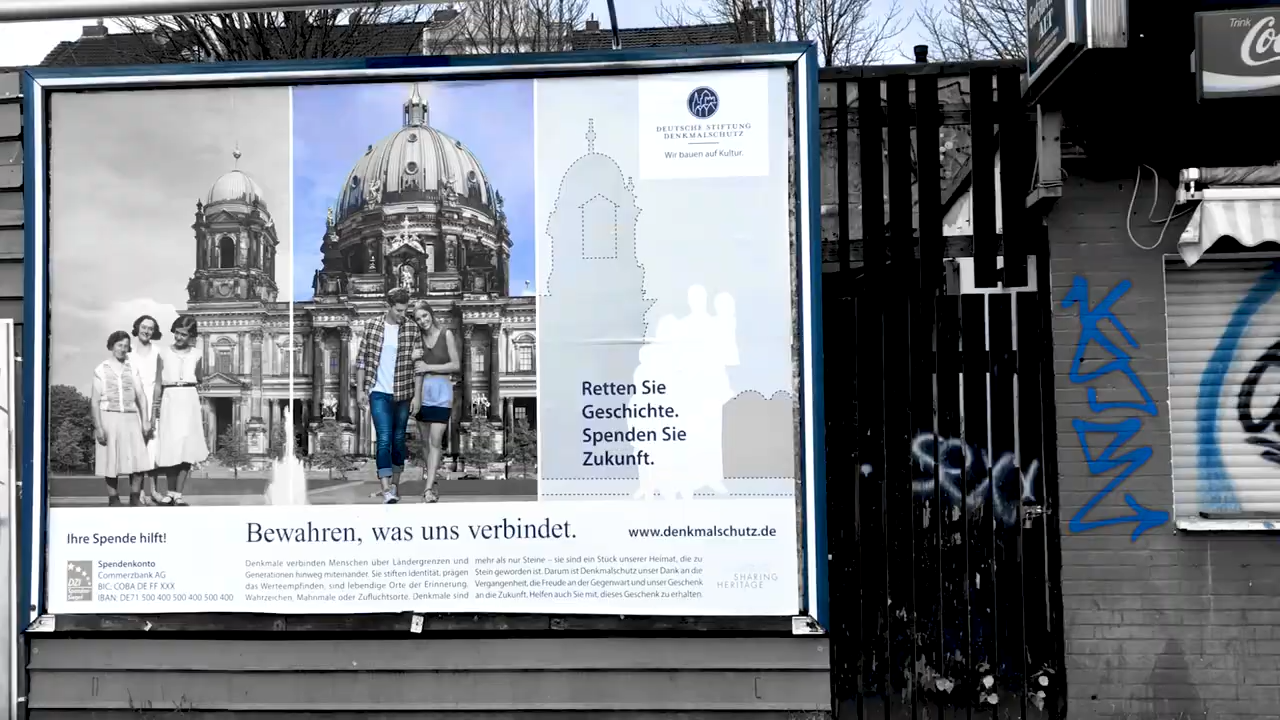 DEUTSCHE STIFTUNG
DENKMALSCHUTZ
Wir bauen auf Kultur.
Retten Sie
Geschichte.
Spenden Sie
Zukunft.
Ihre Spende hilft!
Bewahren, was uns verbindet.
www.denkmalschutz.de
Spendenkonto
Commerzbank AG
BIC: COBA DE FF XXX
IBAN: DE71 500 400 500 400 500 400
DZI
Denkmale verbinden Menschen über Ländergrenzen und
Generationen hinweg miteinander. Sie stiften Identität, prägen
das Werteempfinden, sind lebendige Orte der Erinnerung,
Wahrzeichen, Mahnmale oder Zufluchtsorte. Denkmale sind
mehr als nur Steine – sie sind ein Stück unserer Heimat, die zu
Stein geworden ist. Darum ist Denkmalschutz unser Dank an die
Vergangenheit, die Freude an der Gegenwart und unser Geschenk
an die Zukunft. Helfen auch Sie mit, dieses Geschenk zu erhalten.
SHARING
HERITAGE
Trink